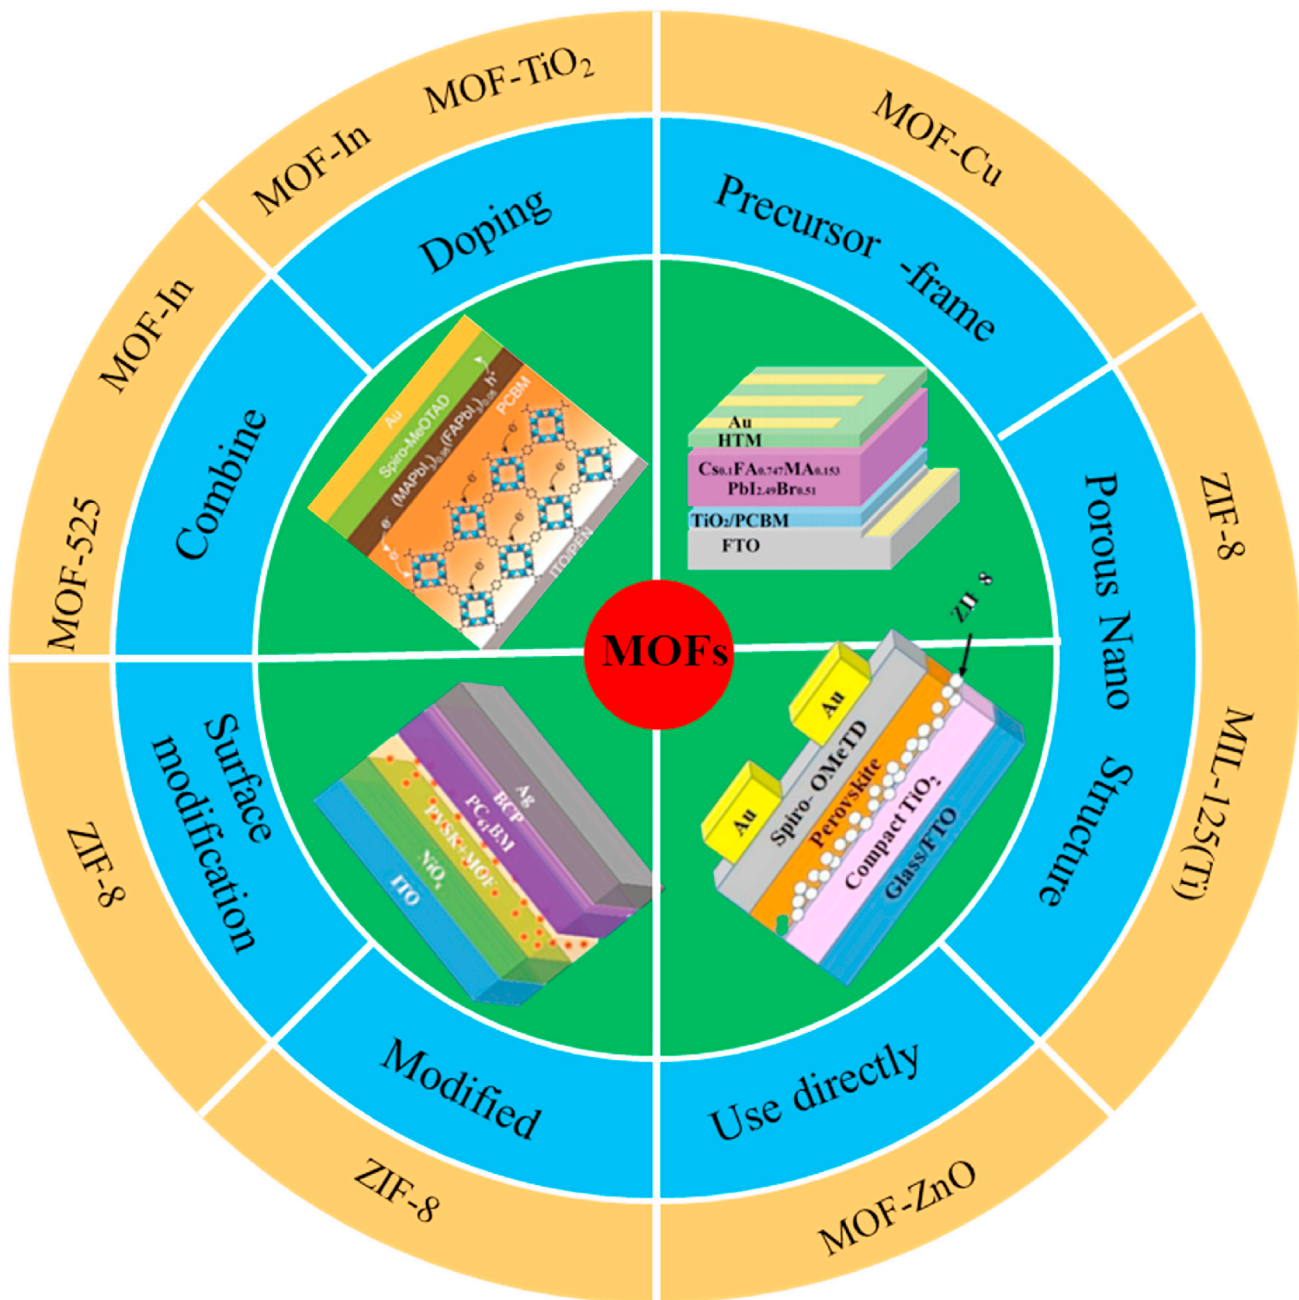 MOF-TiO₂
MOF-In
MOF-Cu
MOF-In
MOF-525
ZIF-8
MIL-125(Ti)
ZIF-8
ZIF-8
MOF-ZnO
Doping
Precursor -frame
Combine
Porous Nano Structure
Surface
modification
Modified
Use directly
MOFs
Au
Spiro-MeOTAD
PCBM
ITO/PEN
h⁺
e⁻
e⁻
e⁻
e⁻
e⁻
e⁻
e⁻
e⁻
Au
HTM
Cs0.1FA0.747MA0.153
PbI2.49Br0.51
TiO₂/PCBM
FTO
Ag
BCP
PC₆₁BM
PVSK+MOF
NiOₓ
ITO
Au
Au
Spiro- OMeTD
Perovskite
Compact TiO₂
Glass/FTO